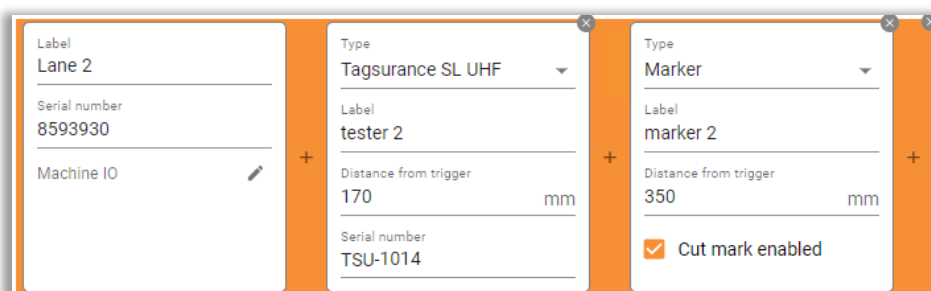 Label
Lane 2
Serial number
8593930
Machine IO
+
Type
Tagsurance SL UHF
Label
tester 2
Distance from trigger
170 mm
Serial number
TSU-1014
+
Type
Marker
Label
marker 2
Distance from trigger
350 mm
Cut mark enabled
+